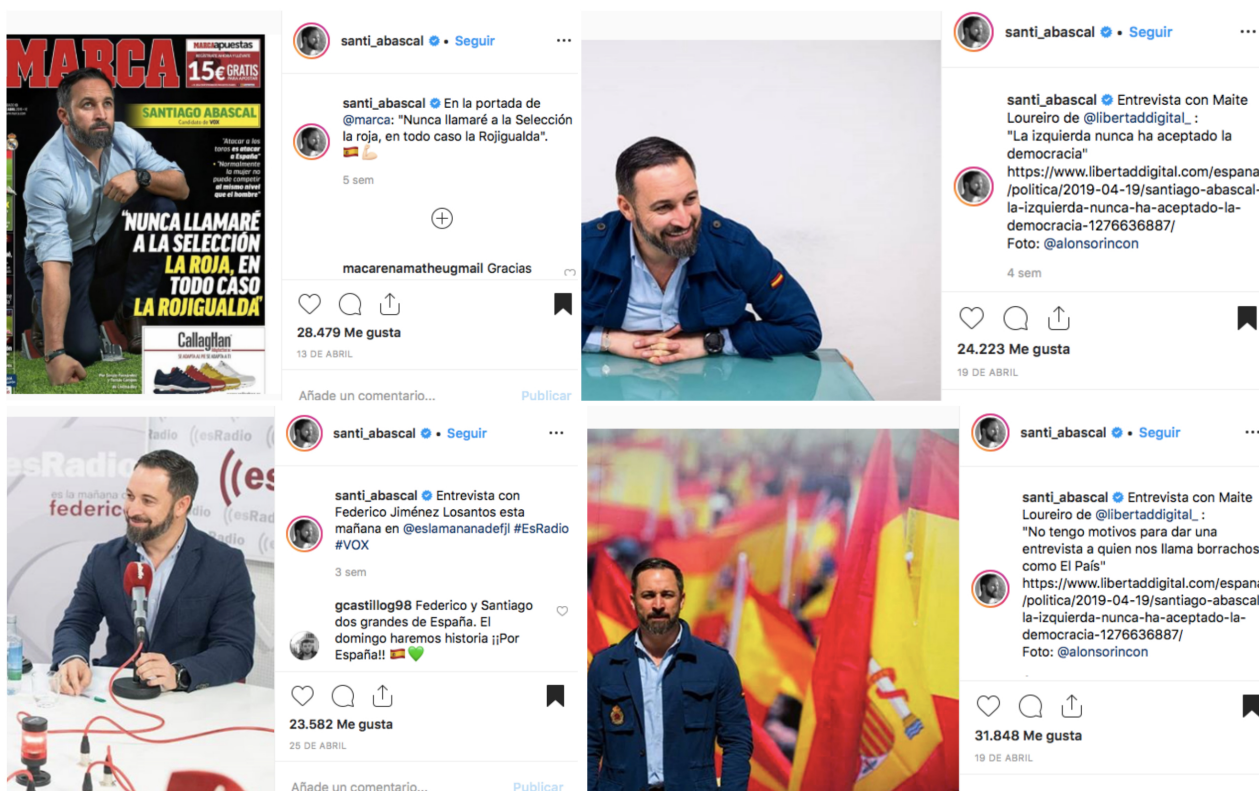 MARCA
MARCAapuestas
15€ GRATIS
SANTIAGO ABASCAL
Candidato de VOX
"Atacar a los
toros es atacar
a España"
• "Normalmente
la mujer no
puede competir
al mismo nivel
que el hombre"
"NUNCA LLAMARÉ
A LA SELECCIÓN
LA ROJA, EN
TODO CASO
LA ROJIGUALDA"
Callaghan
santi_abascal • Seguir
santi_abascal En la portada de
@marca: "Nunca llamaré a la Selección
la roja, en todo caso la Rojigualda".
🇪🇸💪🏻
5 sem
macarenamatheugmail Gracias
28.479 Me gusta
13 DE ABRIL
Añade un comentario... Publicar
santi_abascal • Seguir
santi_abascal Entrevista con Maite
Loureiro de @libertaddigital_ :
"La izquierda nunca ha aceptado la
democracia"
https://www.libertaddigital.com/espana
/politica/2019-04-19/santiago-abascal-
la-izquierda-nunca-ha-aceptado-la-
democracia-1276636887/
Foto: @alonsorincon
4 sem
24.223 Me gusta
19 DE ABRIL
Radio ((esRadio
esRadio
((es
es la mañana
federico
((esRad
santi_abascal • Seguir
santi_abascal Entrevista con
Federico Jiménez Losantos esta
mañana en @eslamananadefjl #EsRadio
#VOX
3 sem
gcastillog98 Federico y Santiago
dos grandes de España. El
domingo haremos historia ¡¡Por
España!! 🇪🇸💚
23.582 Me gusta
25 DE ABRIL
Añade un comentario... Publicar
santi_abascal • Seguir
santi_abascal Entrevista con Maite
Loureiro de @libertaddigital_ :
"No tengo motivos para dar una
entrevista a quien nos llama borrachos
como El País"
https://www.libertaddigital.com/espana
/politica/2019-04-19/santiago-abascal
la-izquierda-nunca-ha-aceptado-la-
democracia-1276636887/
Foto: @alonsorincon
31.848 Me gusta
19 DE ABRIL